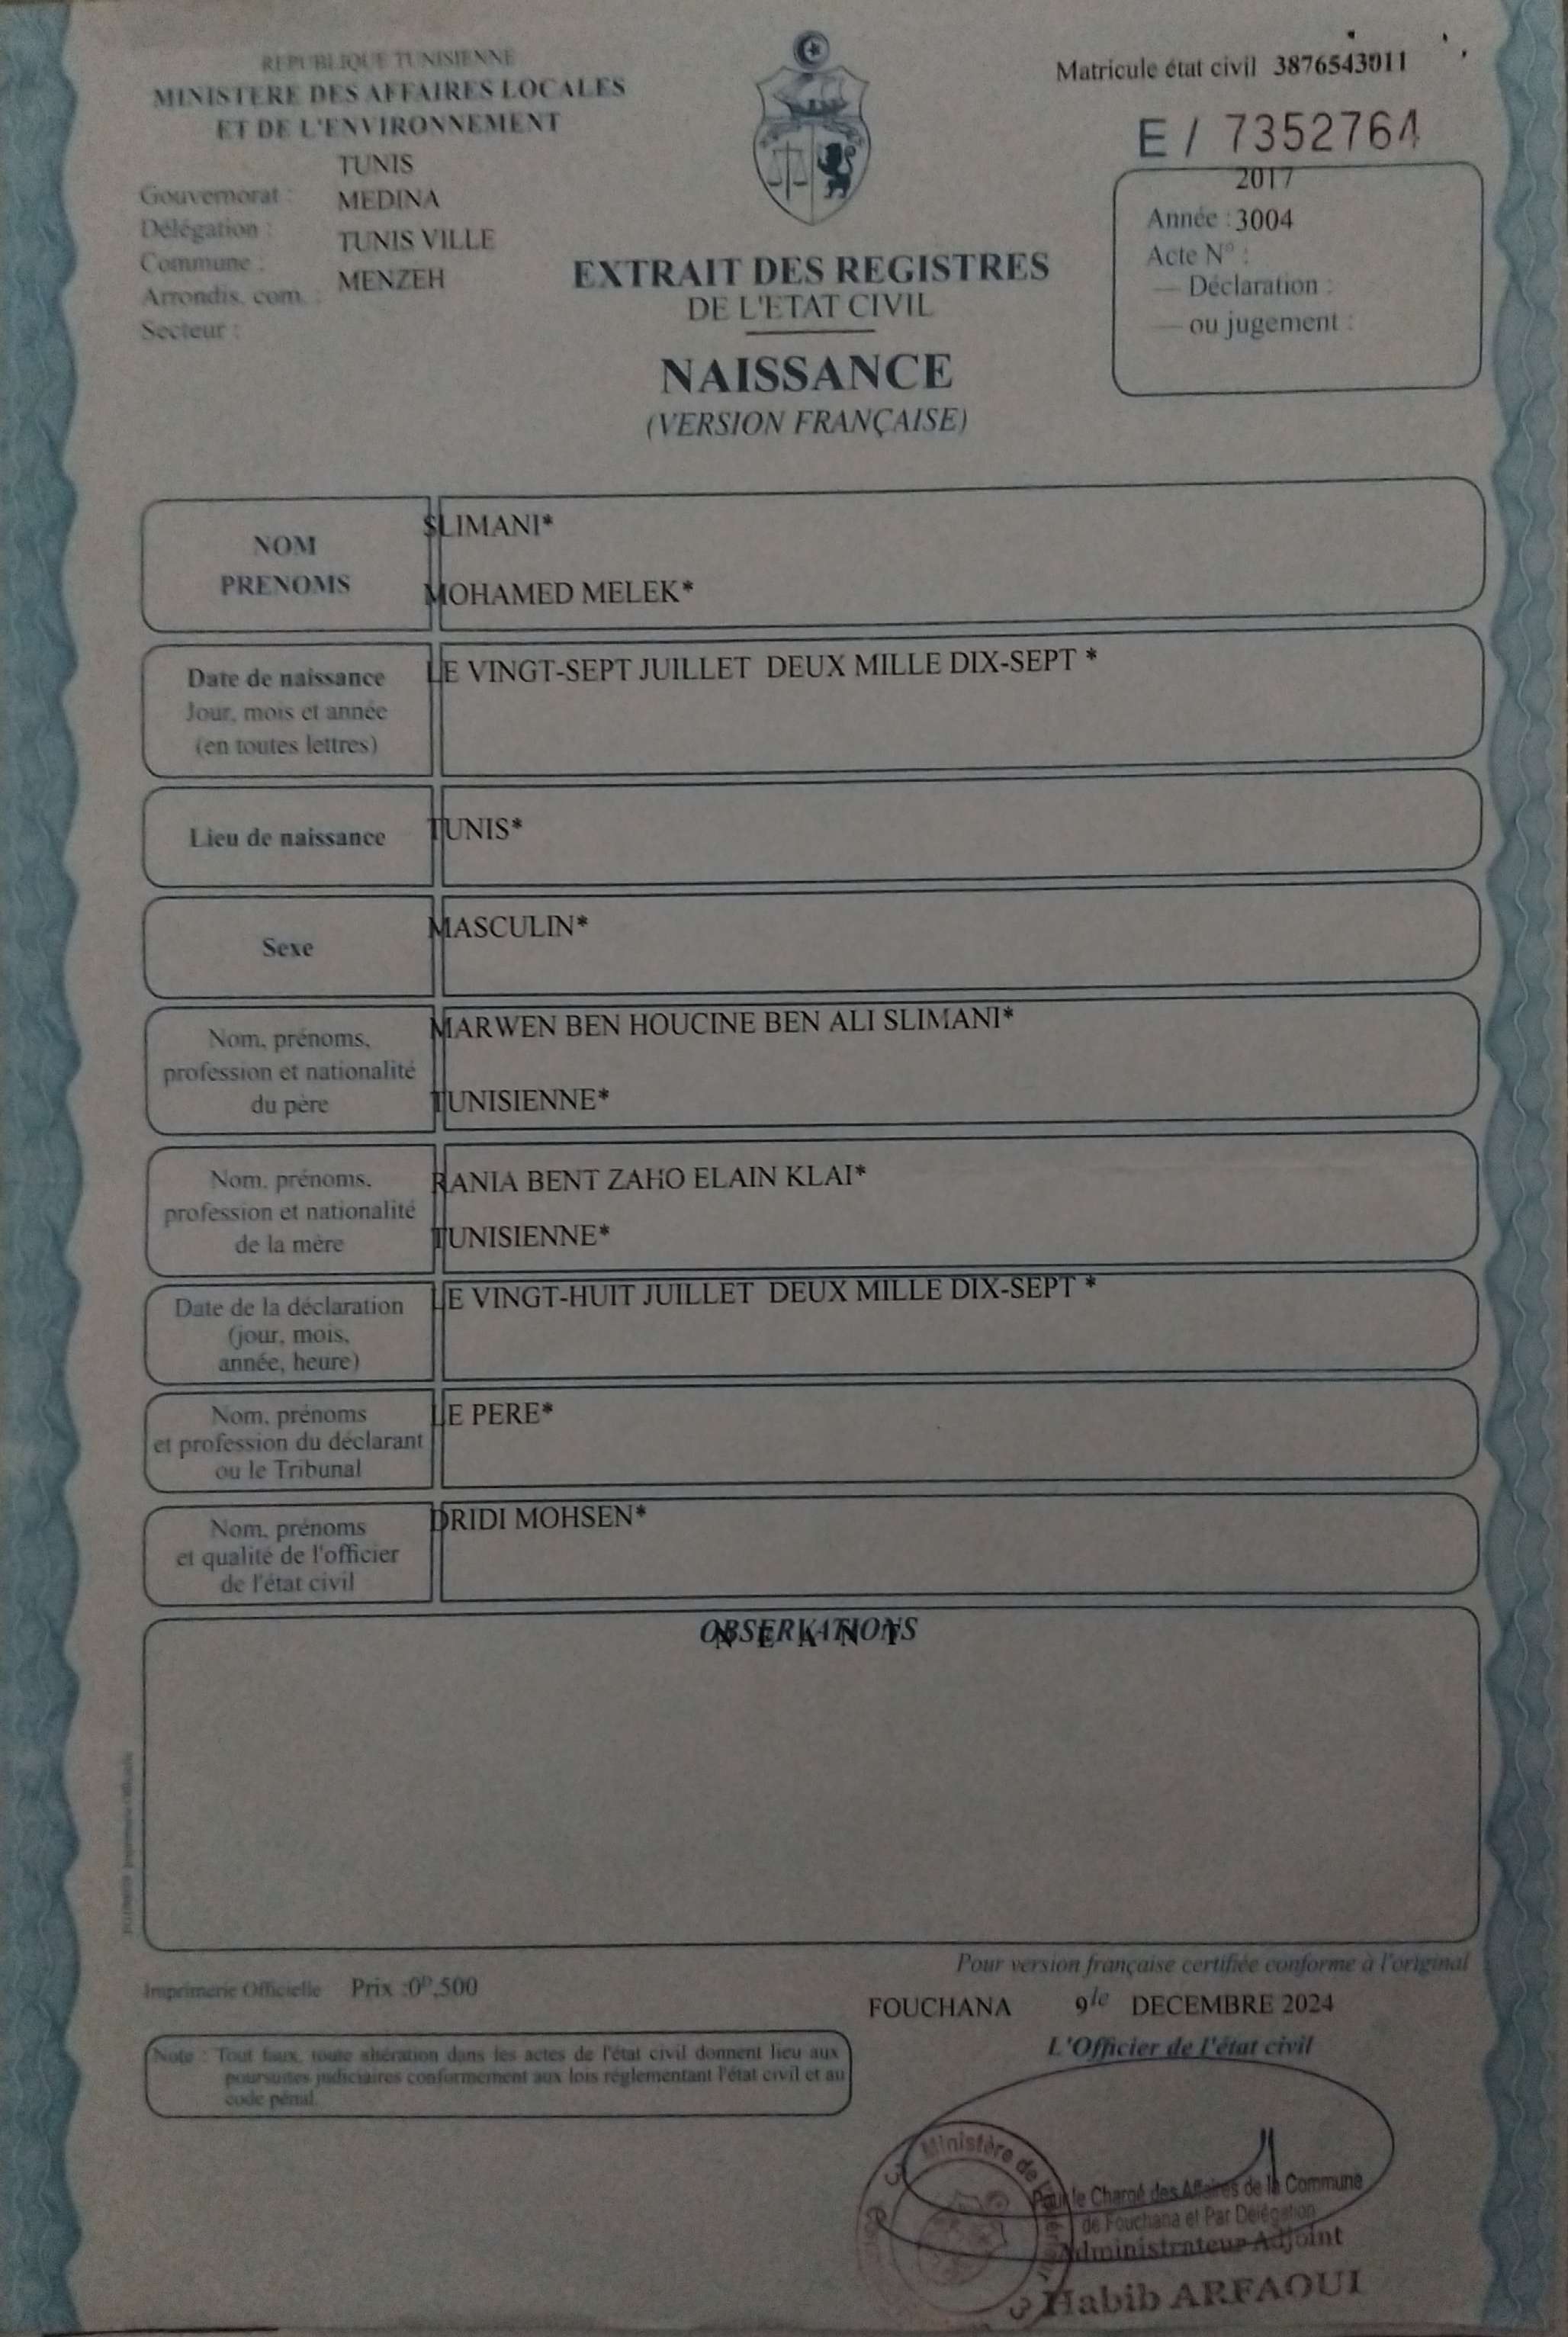 REPUBLIQUE TUNISIENNE
MINISTERE DES AFFAIRES LOCALES
ET DE L'ENVIRONNEMENT
TUNIS
Gouvernorat :
MEDINA
Délégation :
TUNIS VILLE
Commune :
MENZEH
Arrondis. com. :
Secteur :
EXTRAIT DES REGISTRES
DE L'ETAT CIVIL
NAISSANCE
(VERSION FRANÇAISE)
Matricule état civil 3876543011
E / 7352764
2017
Année : 3004
Acte N° :
— Déclaration :
— ou jugement :
NOM
PRENOMS
SLIMANI*
MOHAMED MELEK*
Date de naissance
Jour, mois et année
(en toutes lettres)
LE VINGT-SEPT JUILLET DEUX MILLE DIX-SEPT *
Lieu de naissance
TUNIS*
Sexe
MASCULIN*
Nom, prénoms,
profession et nationalité
du père
MARWEN BEN HOUCINE BEN ALI SLIMANI*
TUNISIENNE*
Nom, prénoms,
profession et nationalité
de la mère
RANIA BENT ZAHO ELAIN KLAI*
TUNISIENNE*
Date de la déclaration
(jour, mois,
année, heure)
LE VINGT-HUIT JUILLET DEUX MILLE DIX-SEPT *
Nom, prénoms
et profession du déclarant
ou le Tribunal
LE PERE*
Nom, prénoms
et qualité de l'officier
de l'état civil
DRIDI MOHSEN*
OBSERVATIONS
N E A N T
Imprimerie Officielle Prix :0ᴰ,500
Pour version française certifiée conforme à l'original
FOUCHANA 9 le DECEMBRE 2024
L'Officier de l'état civil
Note : Tout faux, toute altération dans les actes de l'état civil donnent lieu aux
poursuites judiciaires conformement aux lois réglementant l'état civil et au
code pénal.
Ministère de
Pour le Chargé des Affaires de la Commune
de Fouchana et Par Délégation
Administrateur Adjoint
Habib ARFAOUI